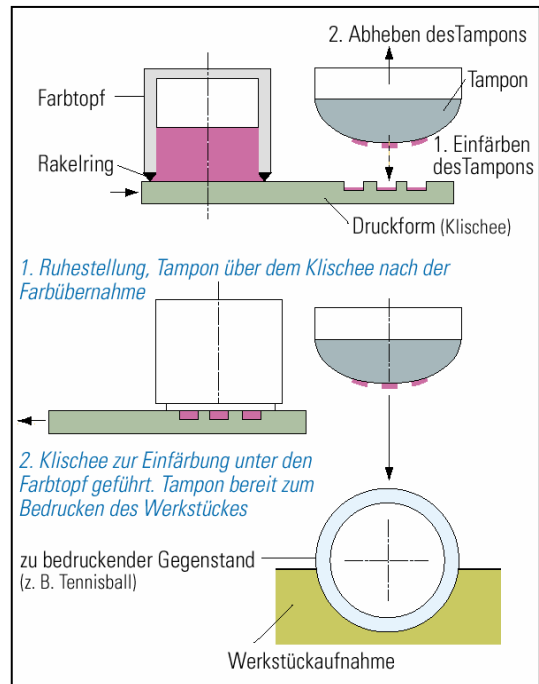 2. Abheben desTampons
Tampon
Farbtopf
1. Einfärben
desTampons
Rakelring
Druckform (Klischee)
1. Ruhestellung, Tampon über dem Klischee nach der
Farbübernahme
2. Klischee zur Einfärbung unter den
Farbtopf geführt. Tampon bereit zum
Bedrucken des Werkstückes
zu bedruckender Gegenstand
(z. B. Tennisball)
Werkstückaufnahme